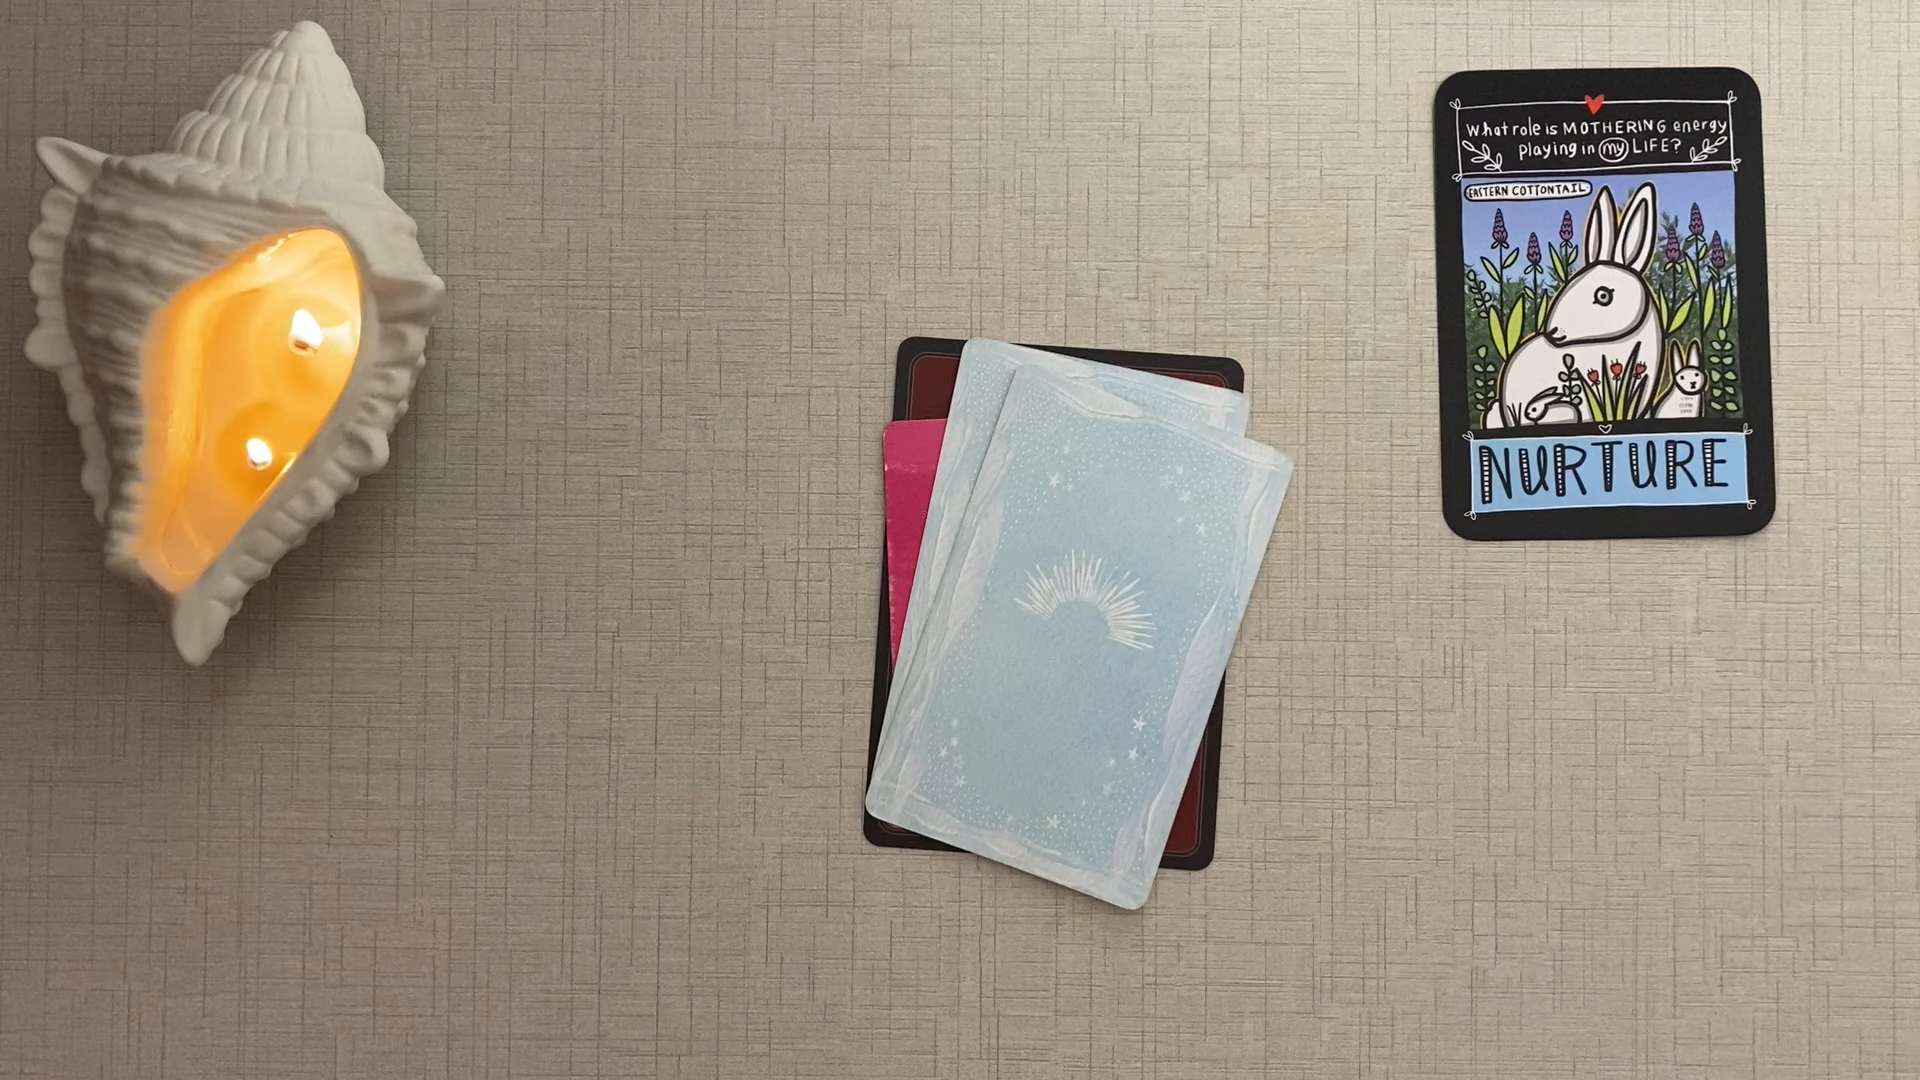 What role is MOTHERING energy
playing in my LIFE?
EASTERN COTTONTAIL
NURTURE